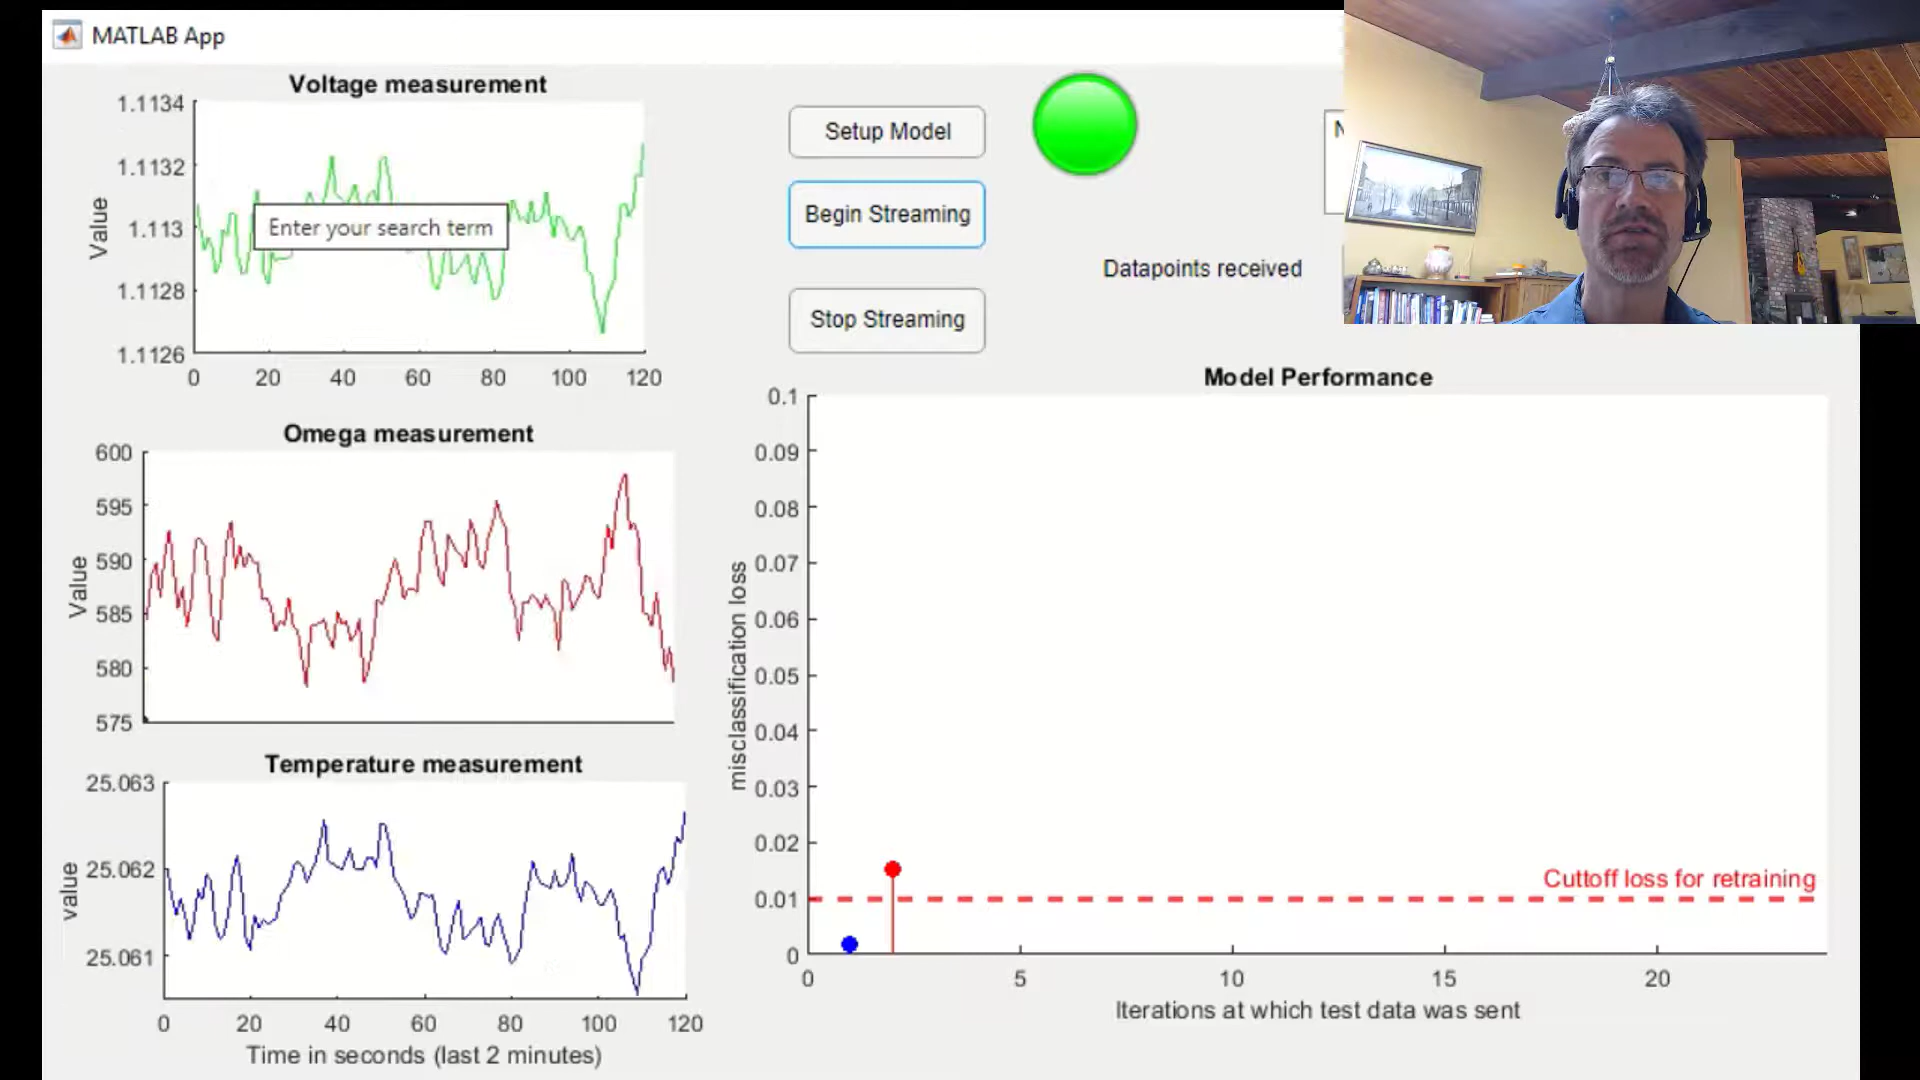 MATLAB App
Voltage measurement
1.1134
1.1132
1.113
1.1128
1.1126
Value
Enter your search term
0 20 40 60 80 100 120
Omega measurement
600
595
590
585
580
575
Value
Temperature measurement
25.063
25.062
25.061
value
0 20 40 60 80 100 120
Time in seconds (last 2 minutes)
Setup Model
Begin Streaming
Stop Streaming
Datapoints received
N
Model Performance
0.1
0.09
0.08
0.07
0.06
0.05
0.04
0.03
0.02
0.01
0
misclassification loss
Cuttoff loss for retraining
0 5 10 15 20
Iterations at which test data was sent